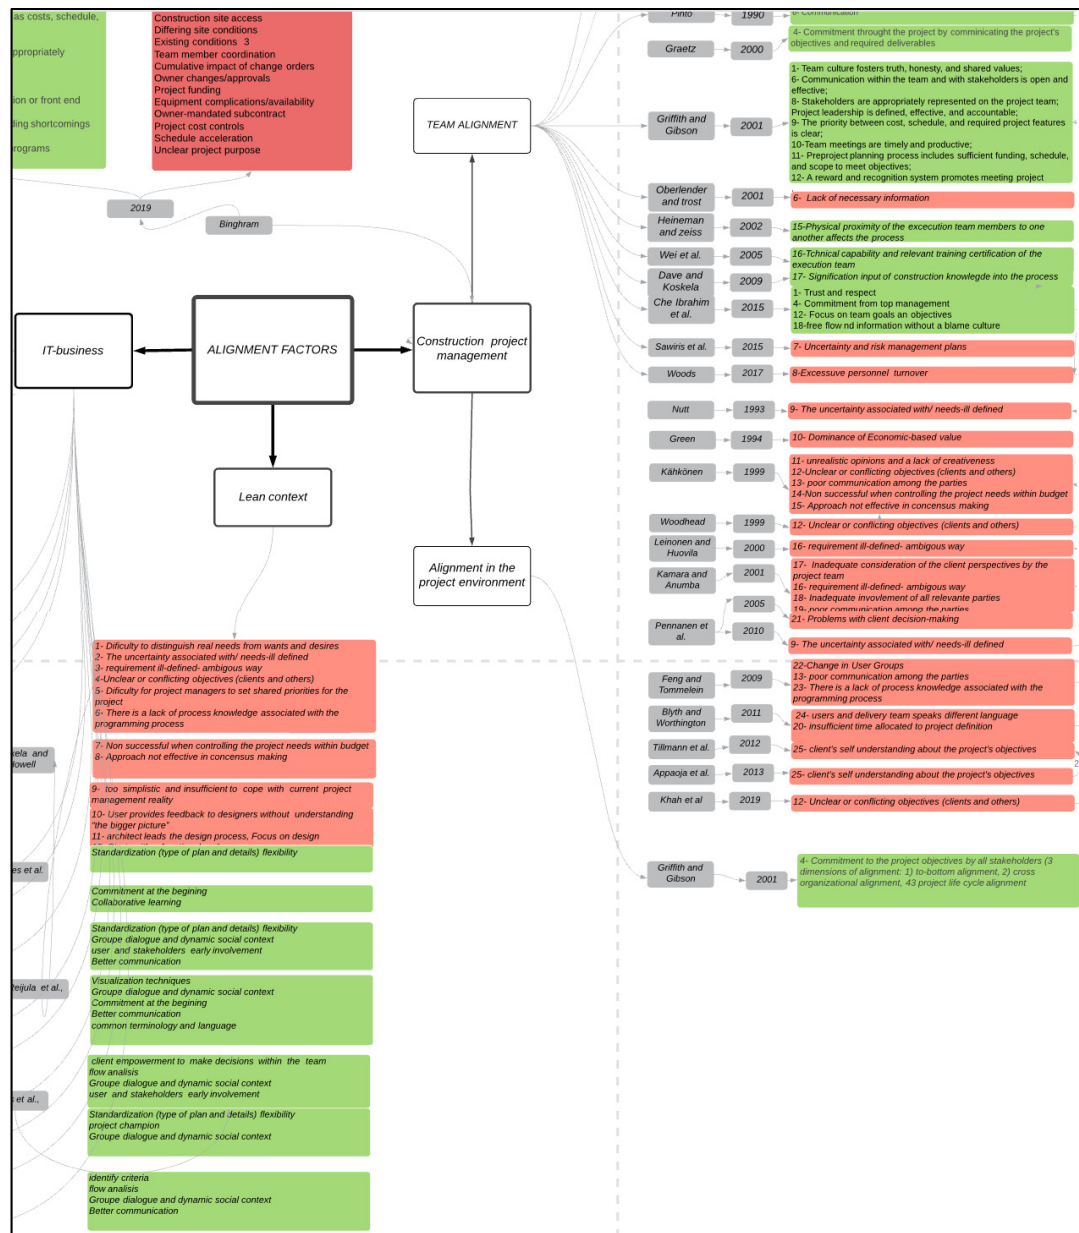 as costs, schedule,
appropriately
ion or front end
ding shortcomings
programs
Construction site access
Differing site conditions
Existing conditions 3
Team member coordination
Cumulative impact of change orders
Owner changes/approvals
Project funding
Equipment complications/availability
Owner-mandated subcontract
Project cost controls
Schedule acceleration
Unclear project purpose
2019
Binghram
TEAM ALIGNMENT
IT-business
ALIGNMENT FACTORS
Construction project
management
Lean context
Alignment in the
project environment
Pinto
1990
6- Communication
Graetz
2000
4- Commitment throught the project by comminicating the project's
objectives and required deliverables
Griffith and
Gibson
2001
1- Team culture fosters truth, honesty, and shared values;
6- Communication within the team and with stakeholders is open and
effective;
8- Stakeholders are appropriately represented on the project team;
Project leadership is defined, effective, and accountable;
9- The priority between cost, schedule, and required project features
is clear;
10-Team meetings are timely and productive;
11- Preproject planning process includes sufficient funding, schedule,
and scope to meet objectives;
12- A reward and recognition system promotes meeting project
Oberlender
and trost
2001
6- Lack of necessary information
Heineman
and zeiss
2002
15-Physical proximity of the excecution team members to one
another affects the process
Wei et al.
2005
16-Tchnical capability and relevant training certification of the
execution team
Dave and
Koskela
2009
17- Signification input of construction knowlegde into the process
Che Ibrahim
et al.
2015
1- Trust and respect
4- Commitment from top management
12- Focus on team goals an objectives
18-free flow nd information without a blame culture
Sawiris et al.
2015
7- Uncertainty and risk management plans
Woods
2017
8-Excessuve personnel turnover
Nutt
1993
9- The uncertainty associated with/ needs-ill defined
Green
1994
10- Dominance of Economic-based value
Kähkönen
1999
11- unrealistic opinions and a lack of creativeness
12-Unclear or conflicting objectives (clients and others)
13- poor communication among the parties
14-Non successful when controlling the project needs within budget
15- Approach not effective in concensus making
Woodhead
1999
12- Unclear or conflicting objectives (clients and others)
Leinonen and
Huovila
2000
16- requirement ill-defined- ambigous way
Kamara and
Anumba
2001
17- Inadequate consideration of the client perspectives by the
project team
16- requirement ill-defined- ambigous way
18- Inadequate invovlement of all relevante parties
19- poor communication among the parties
Pennanen et
al.
2005
21- Problems with client decision-making
2010
9- The uncertainty associated with/ needs-ill defined
Feng and
Tommelein
2009
22-Change in User Groups
13- poor communication among the parties
23- There is a lack of process knowledge associated with the
programming process
Blyth and
Worthington
2011
24- users and delivery team speaks different language
20- insufficient time allocated to project definition
Tillmann et al.
2012
25- client's self understanding about the project's objectives
2
Appaoja et al.
2013
25- client's self understanding about the project's objectives
Khah et al
2019
12- Unclear or conflicting objectives (clients and others)
Griffith and
Gibson
2001
4- Commitment to the project objectives by all stakeholders (3
dimensions of alignment: 1) to-bottom alignment, 2) cross
organizational alignment, 43 project life cycle alignment
1- Dificulty to distinguish real needs from wants and desires
2- The uncertainty associated with/ needs-ill defined
3- requirement ill-defined- ambigous way
4-Unclear or conflicting objectives (clients and others)
5- Dificulty for project managers to set shared priorities for the
project
6- There is a lack of process knowledge associated with the
programming process
7- Non successful when controlling the project needs within budget
8- Approach not effective in concensus making
9- too simplistic and insufficient to cope with current project
management reality
10- User provides feedback to designers without understanding
"the bigger picture"
11- architect leads the design process, Focus on design
kela and
lowell
Standardization (type of plan and details) flexibility
es et al.
Commitment at the begining
Collaborative learning
Standardization (type of plan and details) flexibility
Groupe dialogue and dynamic social context
user and stakeholders early involvement
Better communication
Reijula et al.,
Visualization techniques
Groupe dialogue and dynamic social context
Commitment at the begining
Better communication
common terminology and language
client empowerment to make decisions within the team
flow analisis
Groupe dialogue and dynamic social context
user and stakeholders early involvement
s et al.,
Standardization (type of plan and details) flexibility
project champion
Groupe dialogue and dynamic social context
identify criteria
flow analisis
Groupe dialogue and dynamic social context
Better communication